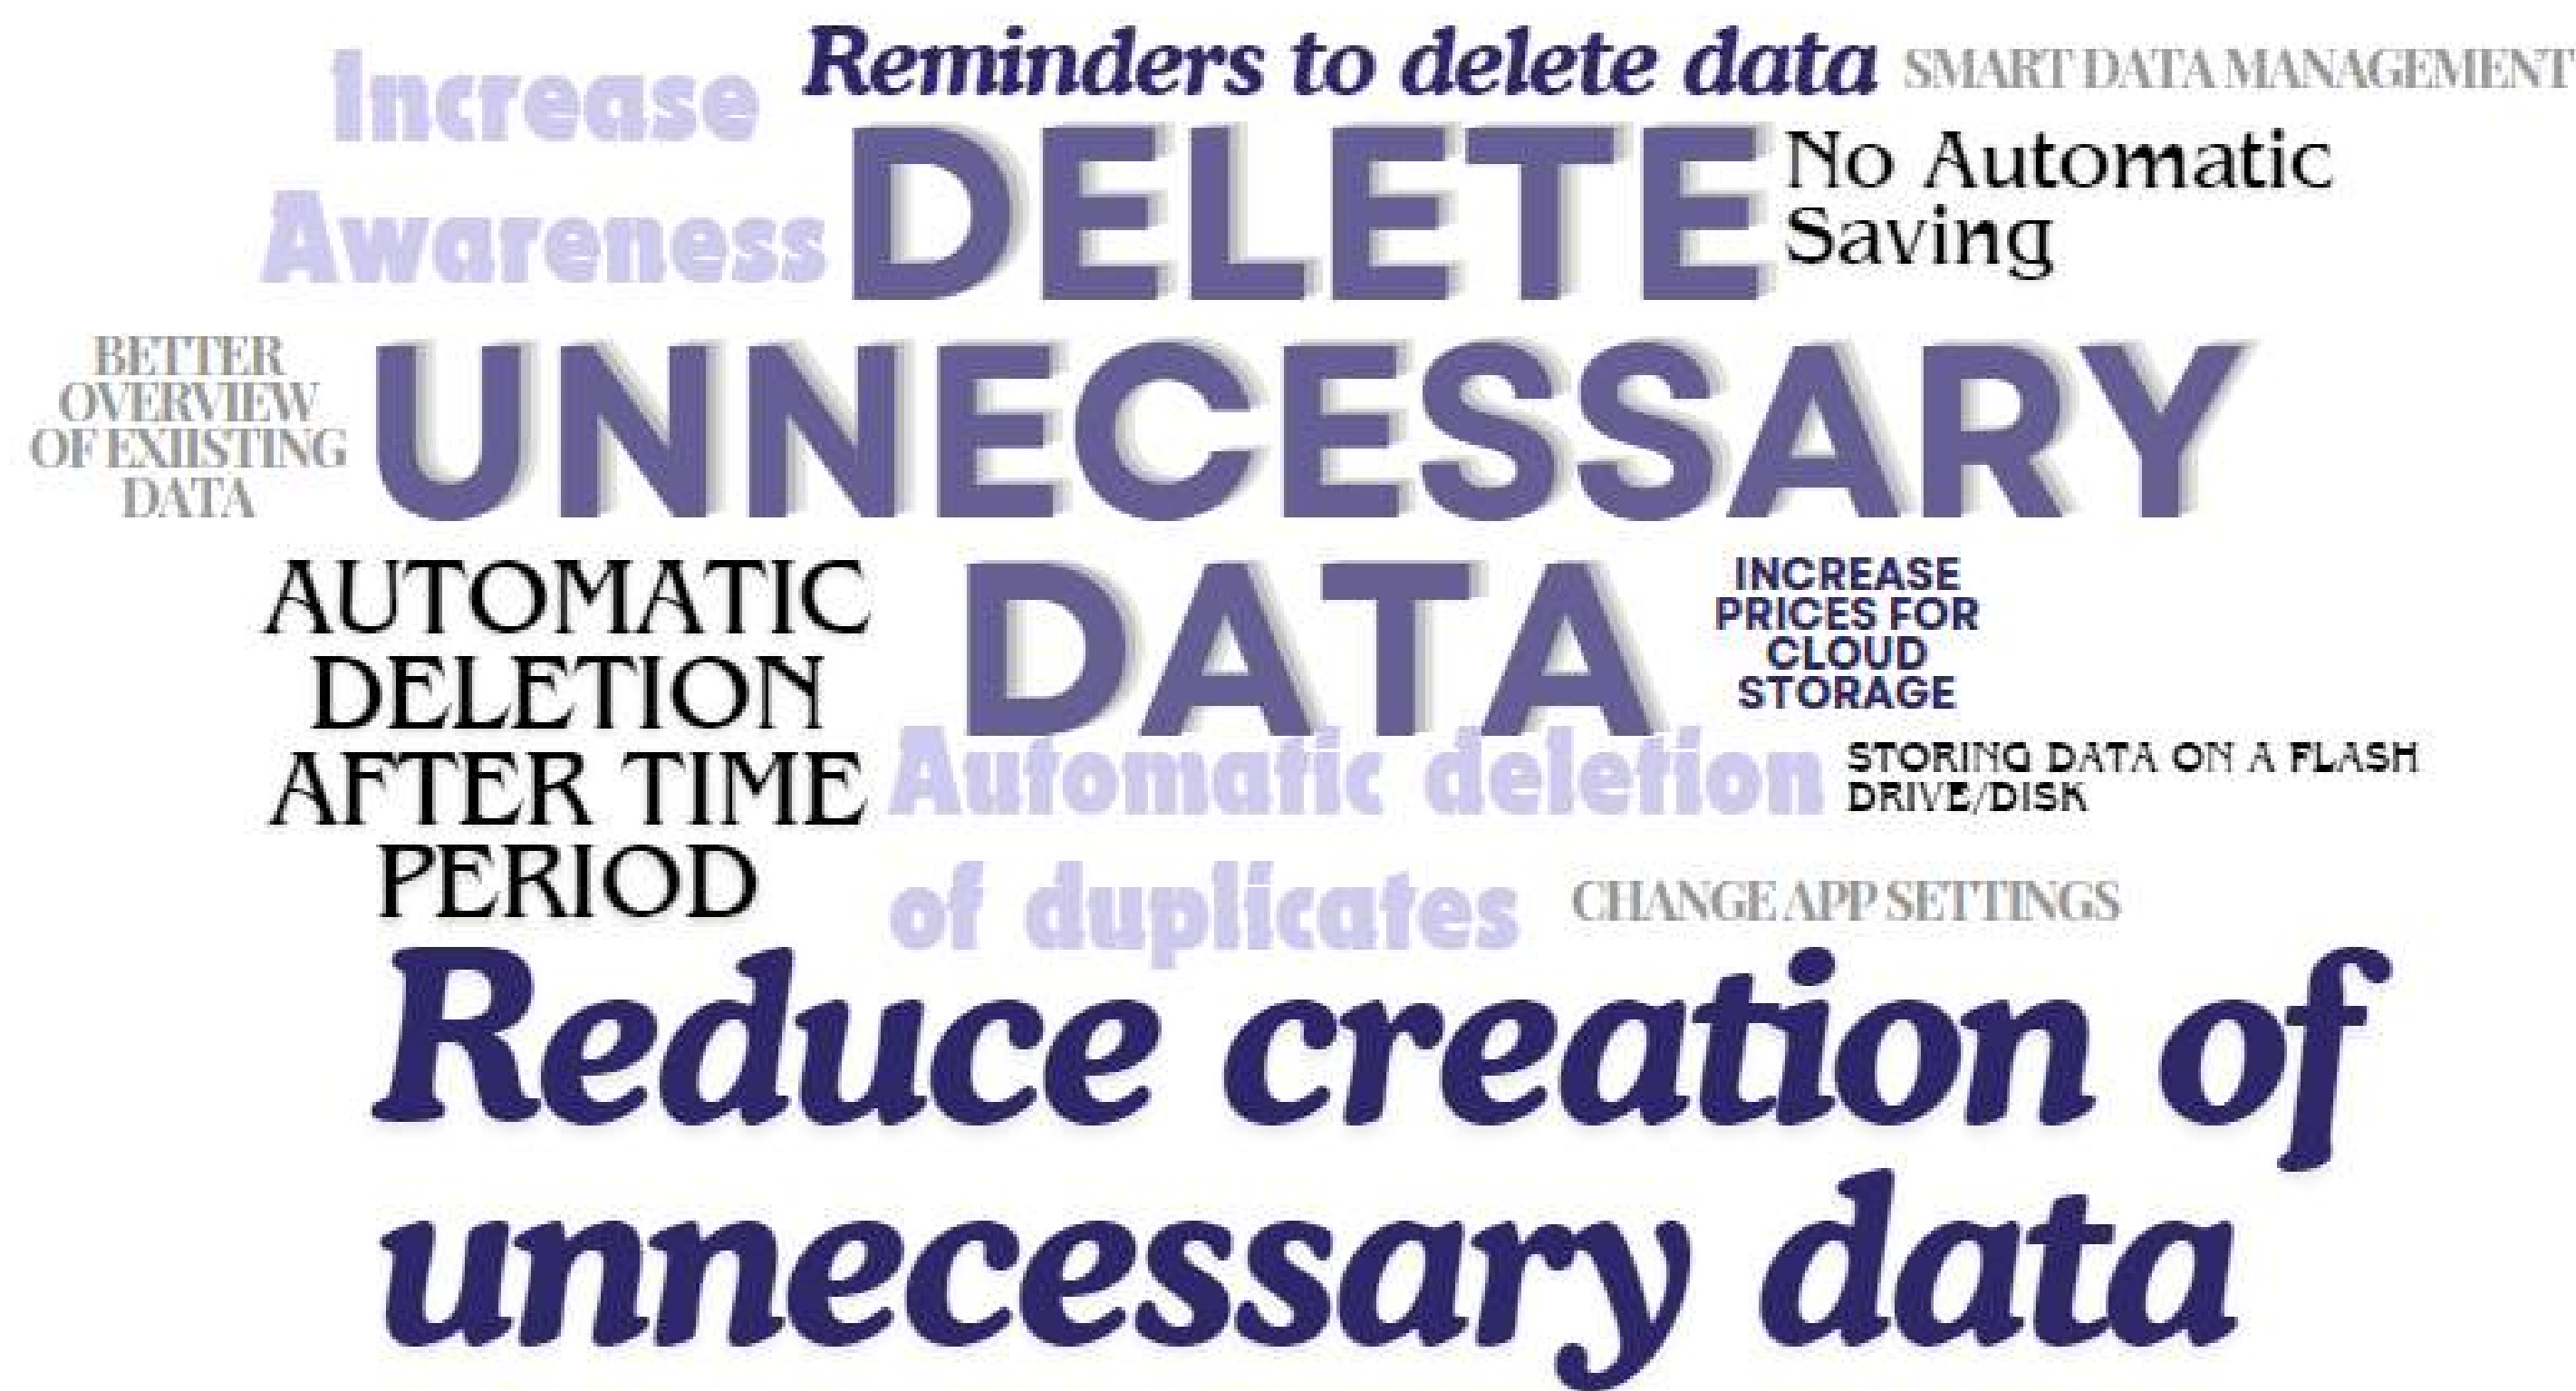 Reminders to delete data
SMART DATA MANAGEMENT
Increase
Awareness
DELETE
No Automatic
Saving
BETTER
OVERVIEW
OF EXIISTING
DATA
UNNECESSARY
AUTOMATIC
DELETION
AFTER TIME
PERIOD
DATA
INCREASE
PRICES FOR
CLOUD
STORAGE
Automatic deletion
of duplicates
STORING DATA ON A FLASH
DRIVE/DISK
CHANGE APP SETTINGS
Reduce creation of
unnecessary data